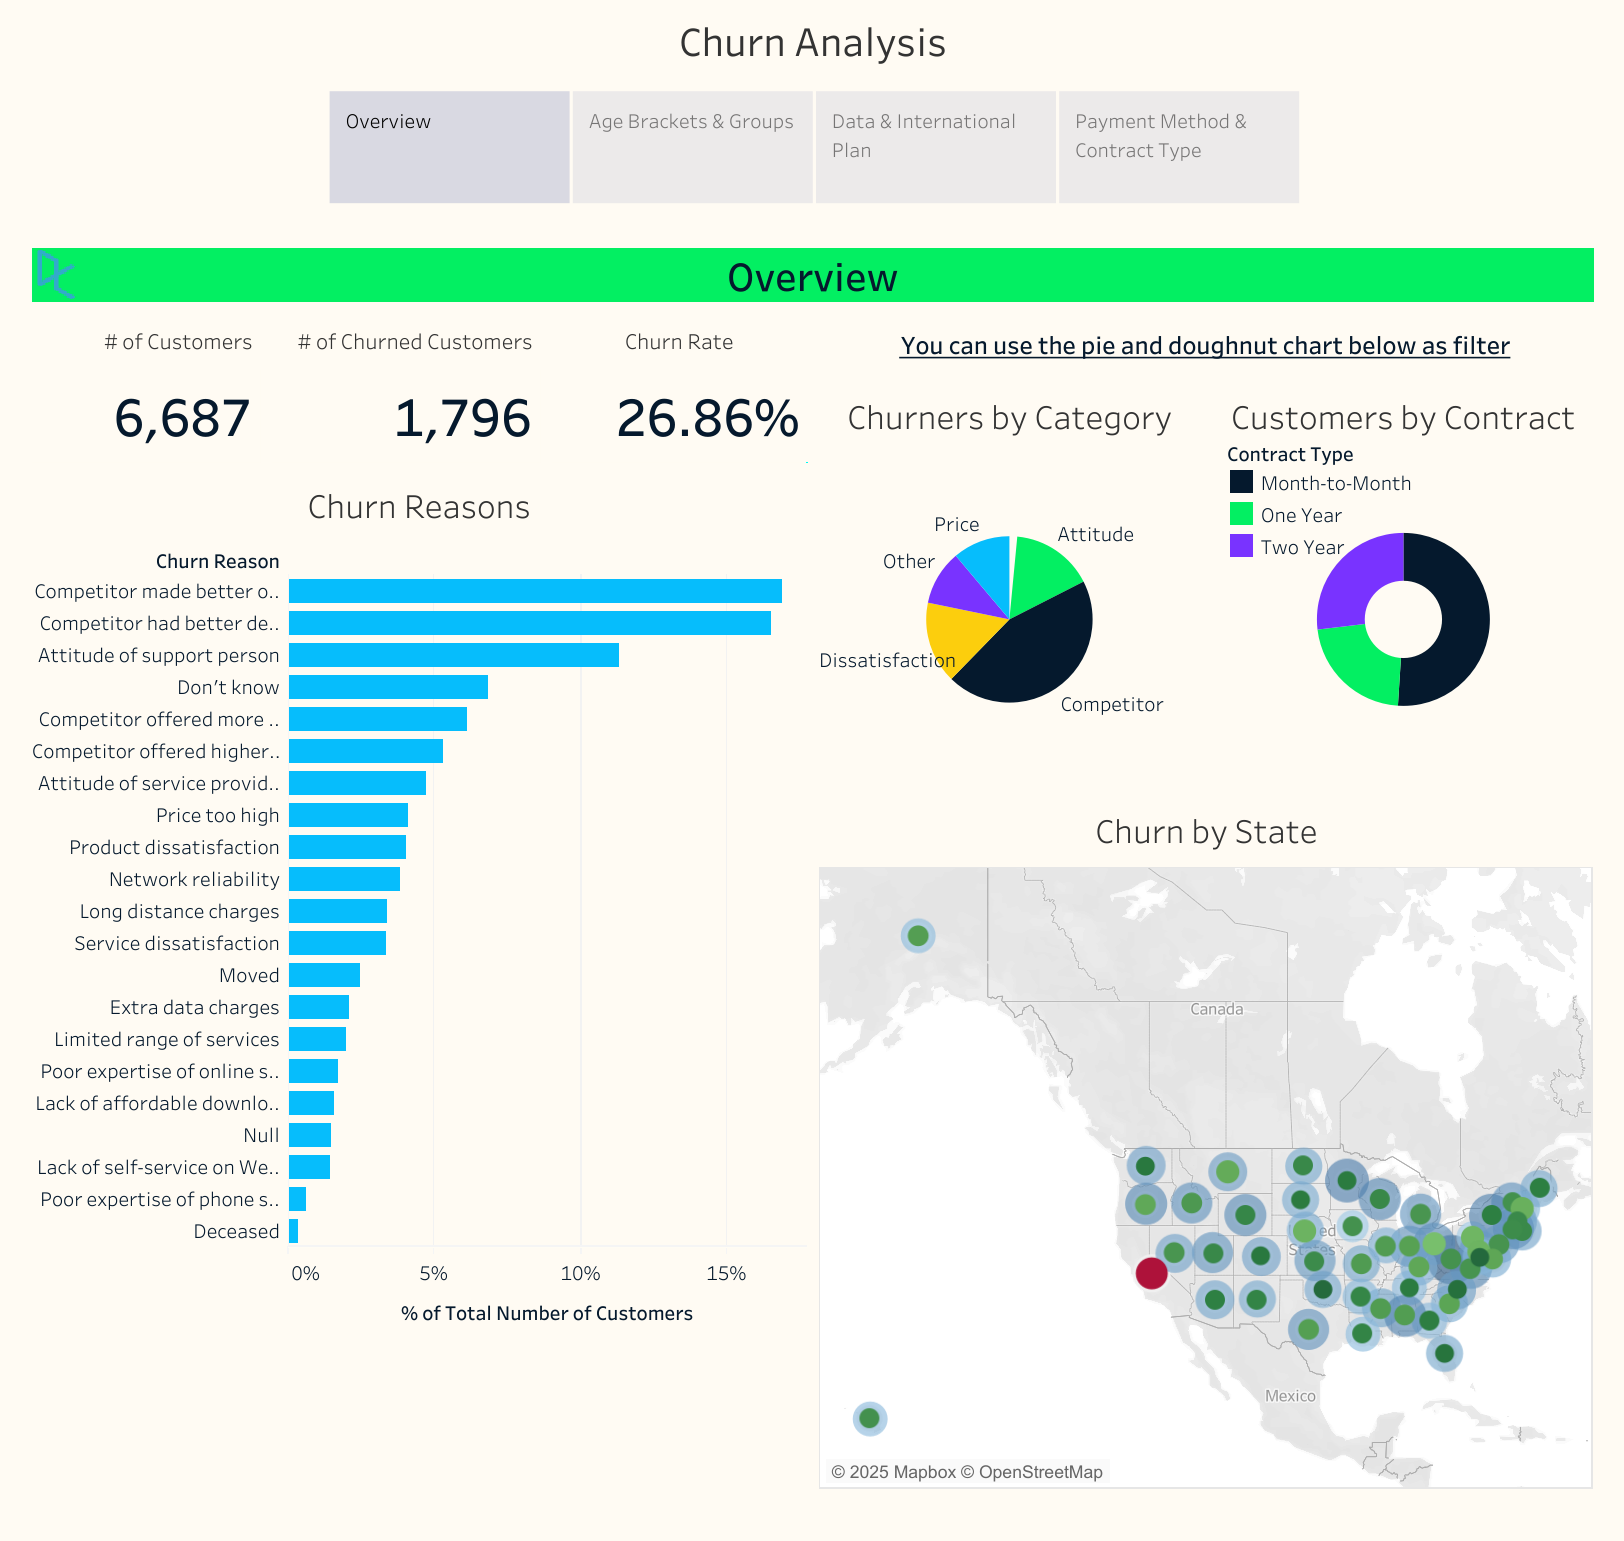 Churn Analysis
Overview
Age Brackets & Groups
Data & International
Plan
Payment Method &
Contract Type
Overview
# of Customers
# of Churned Customers
Churn Rate
6,687
1,796
26.86%
You can use the pie and doughnut chart below as filter
Churners by Category
Price
Attitude
Other
Dissatisfaction
Competitor
Customers by Contract
Contract Type
Month-to-Month
One Year
Two Year
Churn Reasons
Churn Reason
Competitor made better o..
Competitor had better de..
Attitude of support person
Don't know
Competitor offered more ..
Competitor offered higher..
Attitude of service provid..
Price too high
Product dissatisfaction
Network reliability
Long distance charges
Service dissatisfaction
Moved
Extra data charges
Limited range of services
Poor expertise of online s..
Lack of affordable downlo..
Null
Lack of self-service on We..
Poor expertise of phone s..
Deceased
0%
5%
10%
15%
% of Total Number of Customers
Churn by State
Canada
ed
States
Mexico
© 2025 Mapbox © OpenStreetMap